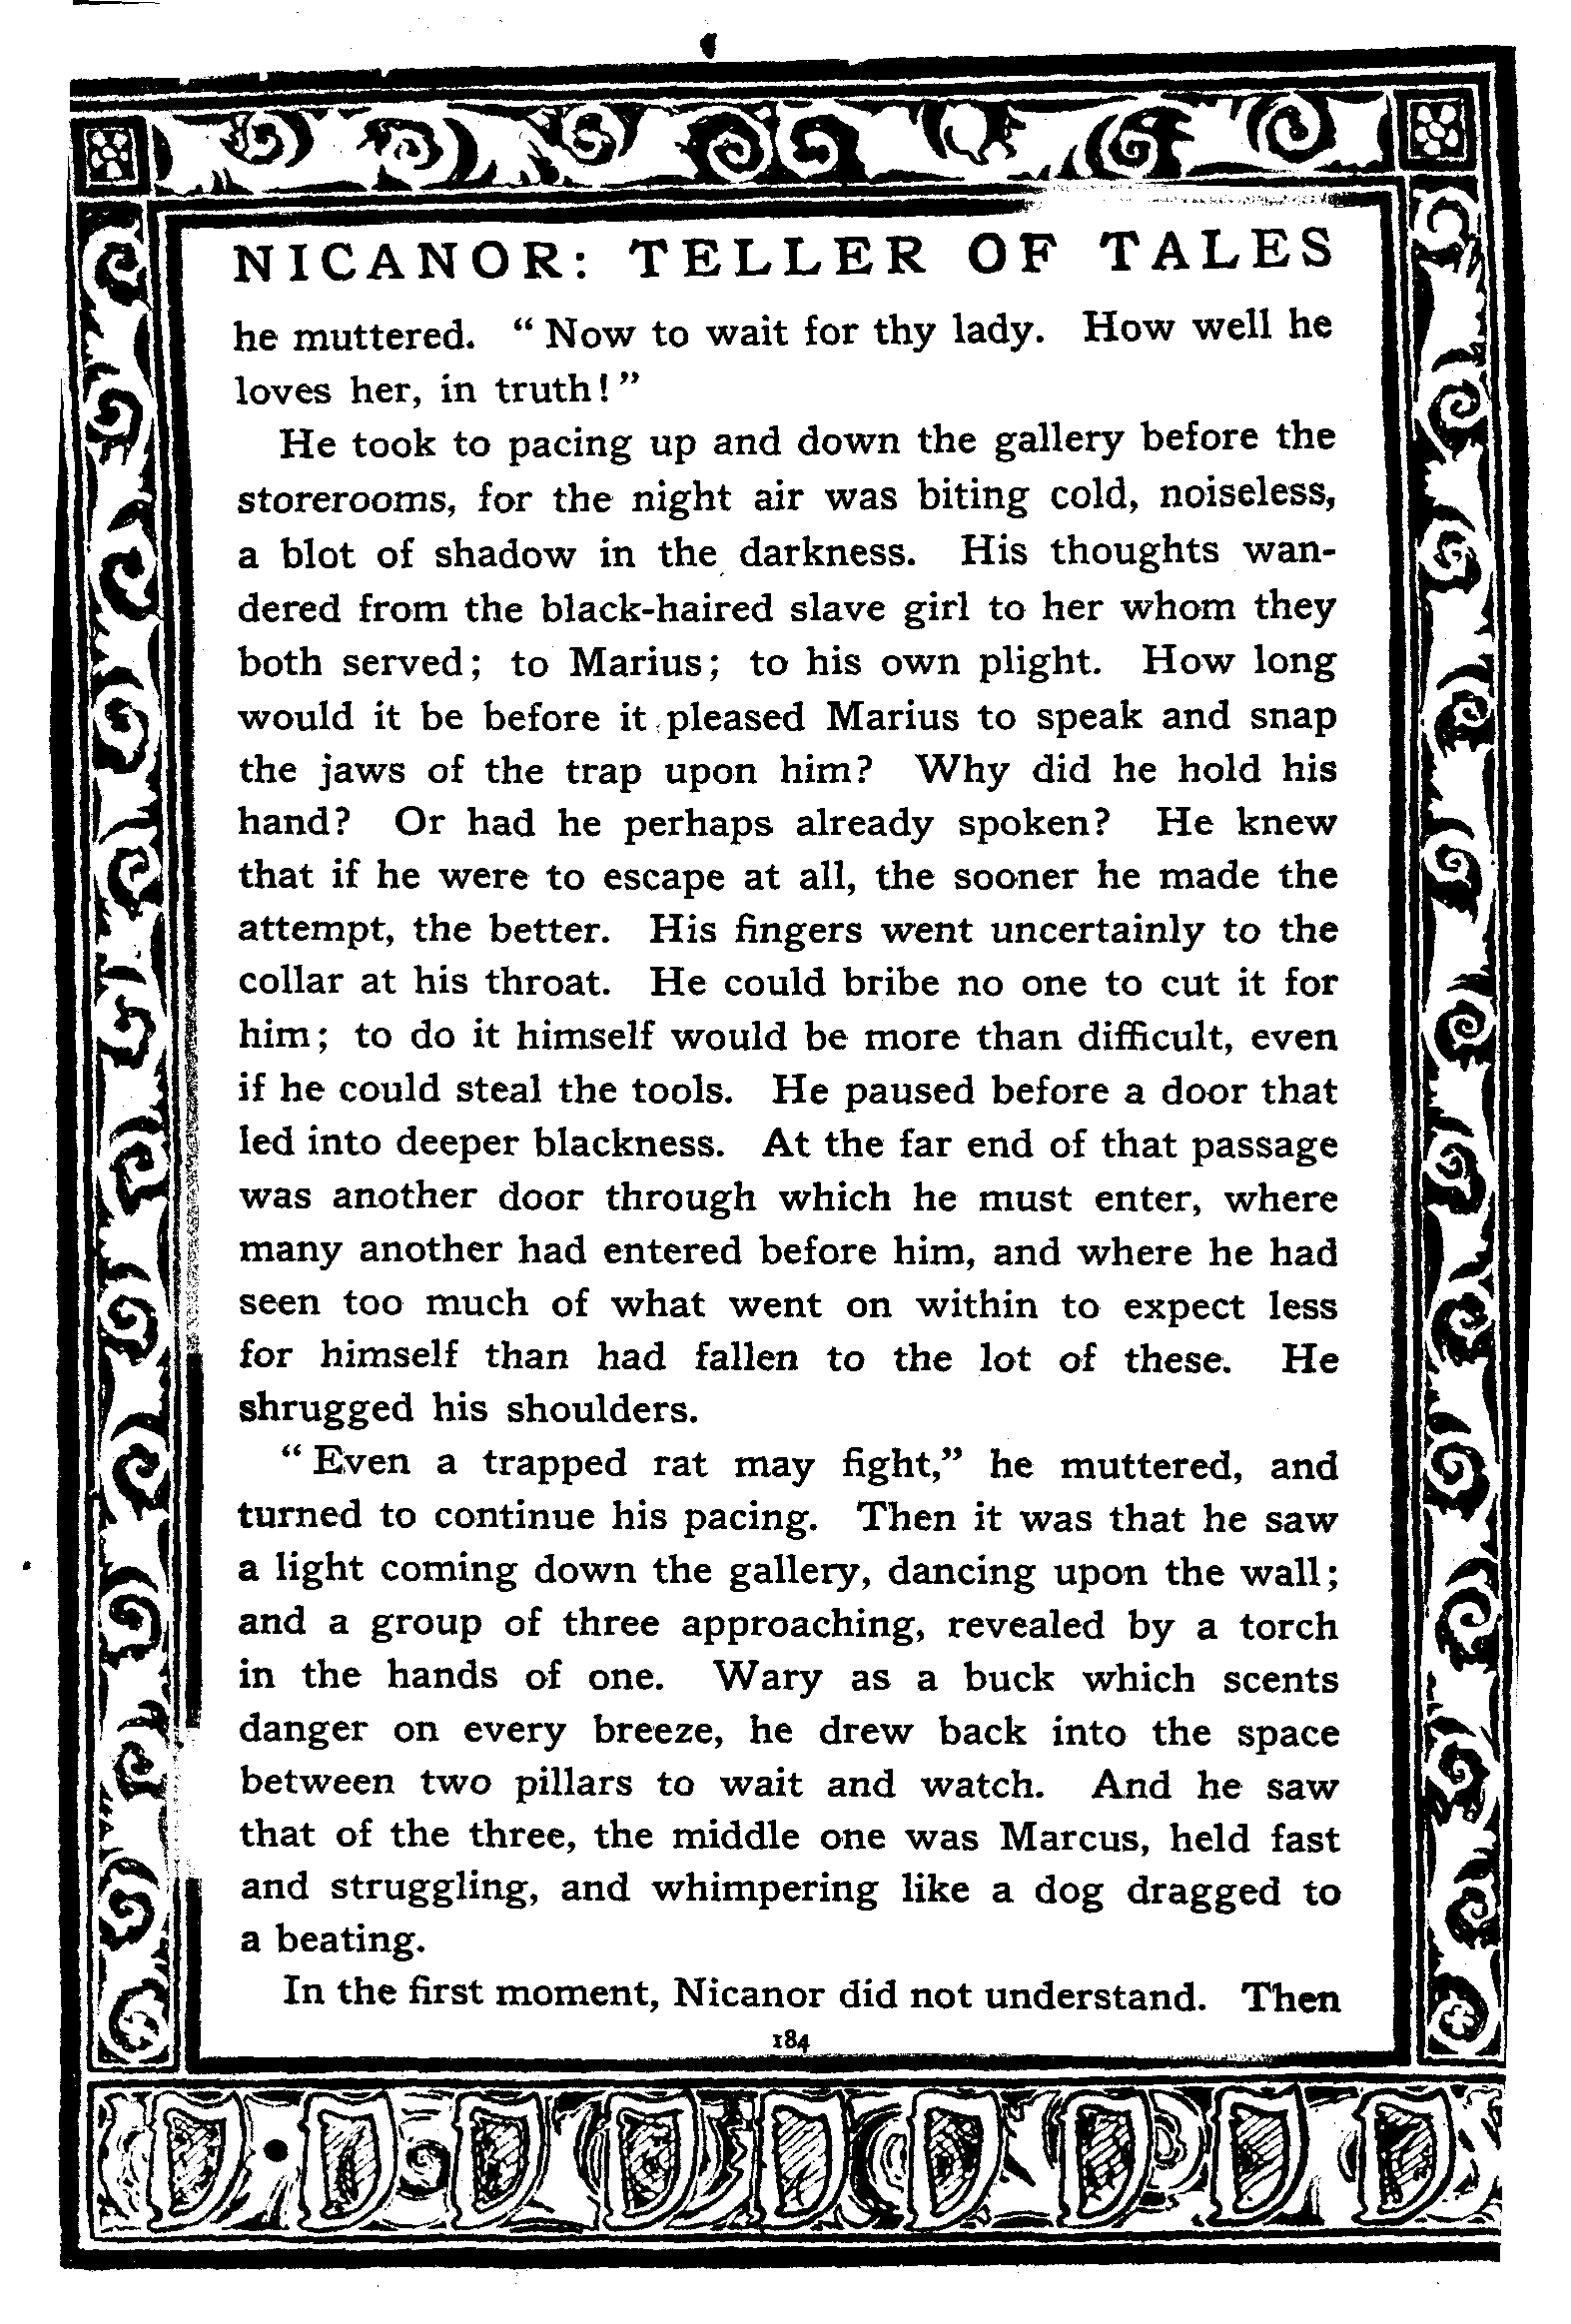 NICANOR: TELLER OF TALES
he muttered. “Now to wait for thy lady. How well he
loves her, in truth!”
He took to pacing up and down the gallery before the
storerooms, for the night air was biting cold, noiseless,
a blot of shadow in the darkness. His thoughts wan-
dered from the black-haired slave girl to her whom they
both served; to Marius; to his own plight. How long
would it be before it pleased Marius to speak and snap
the jaws of the trap upon him? Why did he hold his
hand? Or had he perhaps already spoken? He knew
that if he were to escape at all, the sooner he made the
attempt, the better. His fingers went uncertainly to the
collar at his throat. He could bribe no one to cut it for
him; to do it himself would be more than difficult, even
if he could steal the tools. He paused before a door that
led into deeper blackness. At the far end of that passage
was another door through which he must enter, where
many another had entered before him, and where he had
seen too much of what went on within to expect less
for himself than had fallen to the lot of these. He
shrugged his shoulders.
“Even a trapped rat may fight,” he muttered, and
turned to continue his pacing. Then it was that he saw
a light coming down the gallery, dancing upon the wall;
and a group of three approaching, revealed by a torch
in the hands of one. Wary as a buck which scents
danger on every breeze, he drew back into the space
between two pillars to wait and watch. And he saw
that of the three, the middle one was Marcus, held fast
and struggling, and whimpering like a dog dragged to
a beating.
In the first moment, Nicanor did not understand. Then
184